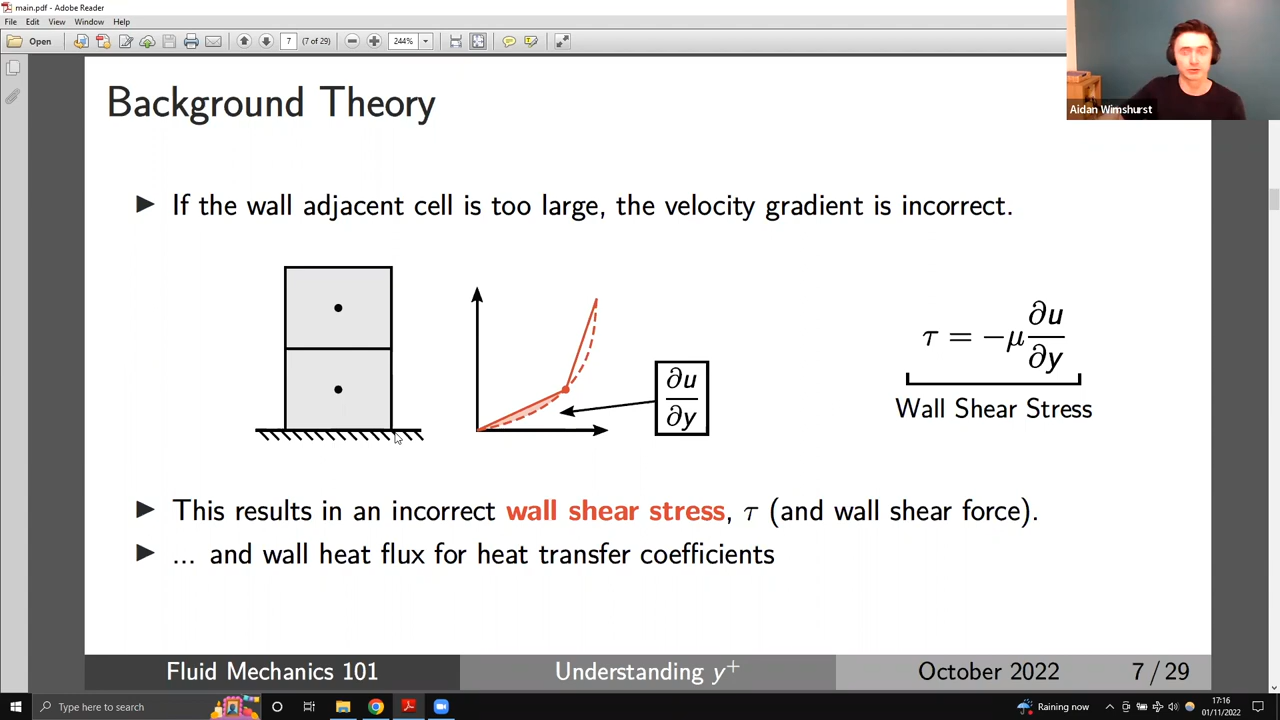 main.pdf - Adobe Reader
File Edit View Window Help
Open 7 (7 of 29) 244%
Aidan Wimshurst
Background Theory
▶ If the wall adjacent cell is too large, the velocity gradient is incorrect.
∂u
∂y
τ = −μ ∂u/∂y
Wall Shear Stress
▶ This results in an incorrect wall shear stress, τ (and wall shear force).
▶ ... and wall heat flux for heat transfer coefficients
Fluid Mechanics 101 Understanding y⁺ October 2022 7 / 29
Type here to search Raining now 17:16
01/11/2022